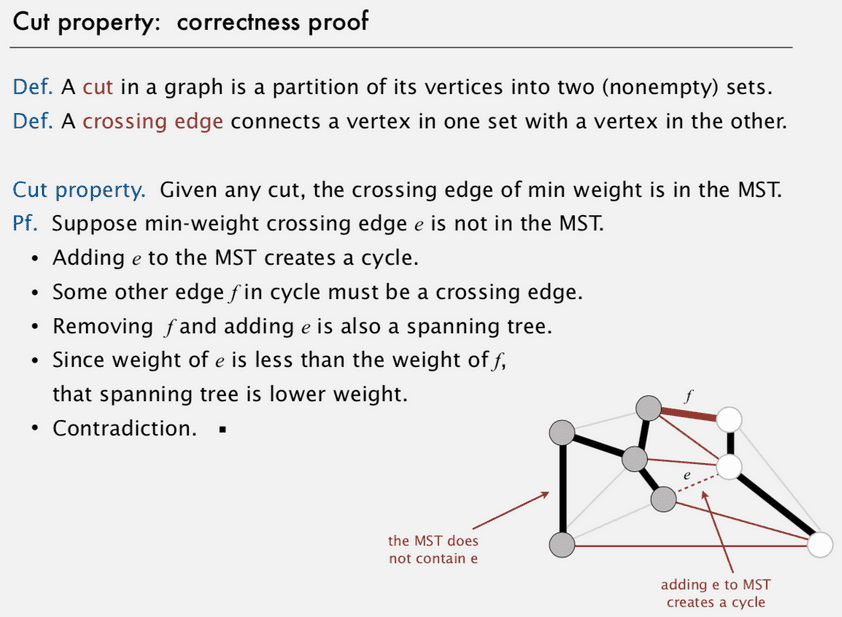 Cut property: correctness proof
Def. A cut in a graph is a partition of its vertices into two (nonempty) sets.
Def. A crossing edge connects a vertex in one set with a vertex in the other.
Cut property. Given any cut, the crossing edge of min weight is in the MST.
Pf. Suppose min-weight crossing edge e is not in the MST.
• Adding e to the MST creates a cycle.
• Some other edge f in cycle must be a crossing edge.
• Removing f and adding e is also a spanning tree.
• Since weight of e is less than the weight of f,
that spanning tree is lower weight.
• Contradiction. ▪
f
e
the MST does
not contain e
adding e to MST
creates a cycle